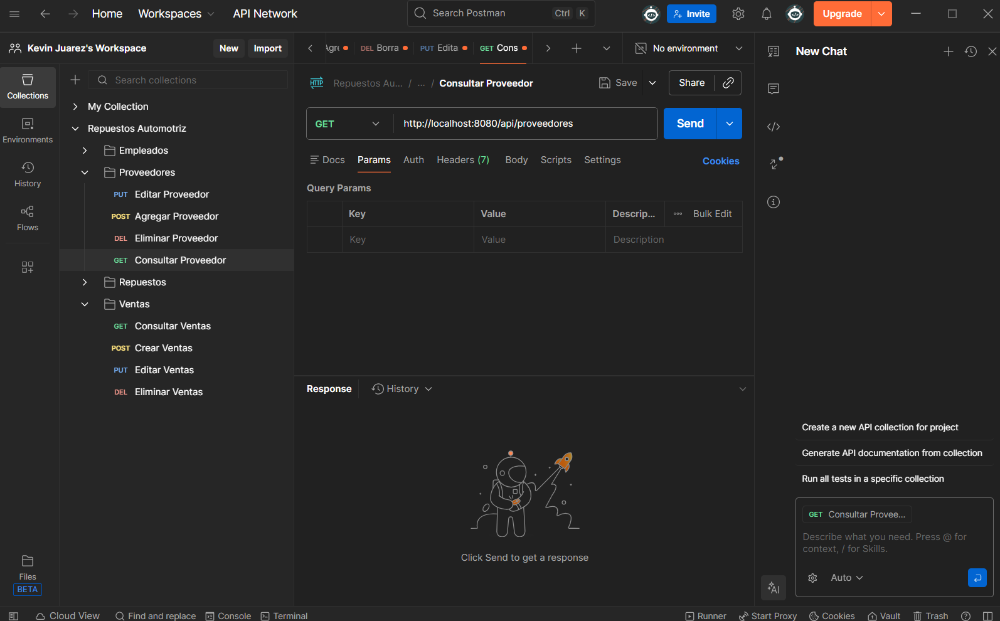 Home Workspaces API Network Search Postman Ctrl K Invite Upgrade
Kevin Juarez's Workspace New Import
DEL Borra PUT Edita GET Cons No environment
New Chat
Collections
Environments
History
Flows
Files
BETA
Search collections
My Collection
Repuestos Automotriz
Empleados
Proveedores
PUT Editar Proveedor
POST Agregar Proveedor
DEL Eliminar Proveedor
GET Consultar Proveedor
Repuestos
Ventas
GET Consultar Ventas
POST Crear Ventas
PUT Editar Ventas
DEL Eliminar Ventas
HTTP Repuestos Au... / ... / Consultar Proveedor Save Share
GET http://localhost:8080/api/proveedores Send
Docs Params Auth Headers (7) Body Scripts Settings Cookies
Query Params
Key Value Descrip... Bulk Edit
Key Value Description
Response History
Click Send to get a response
Create a new API collection for project
Generate API documentation from collection
Run all tests in a specific collection
GET Consultar Provee...
Describe what you need. Press @ for
context, / for Skills.
Auto
AI
Cloud View Find and replace Console Terminal Runner Start Proxy Cookies Vault Trash